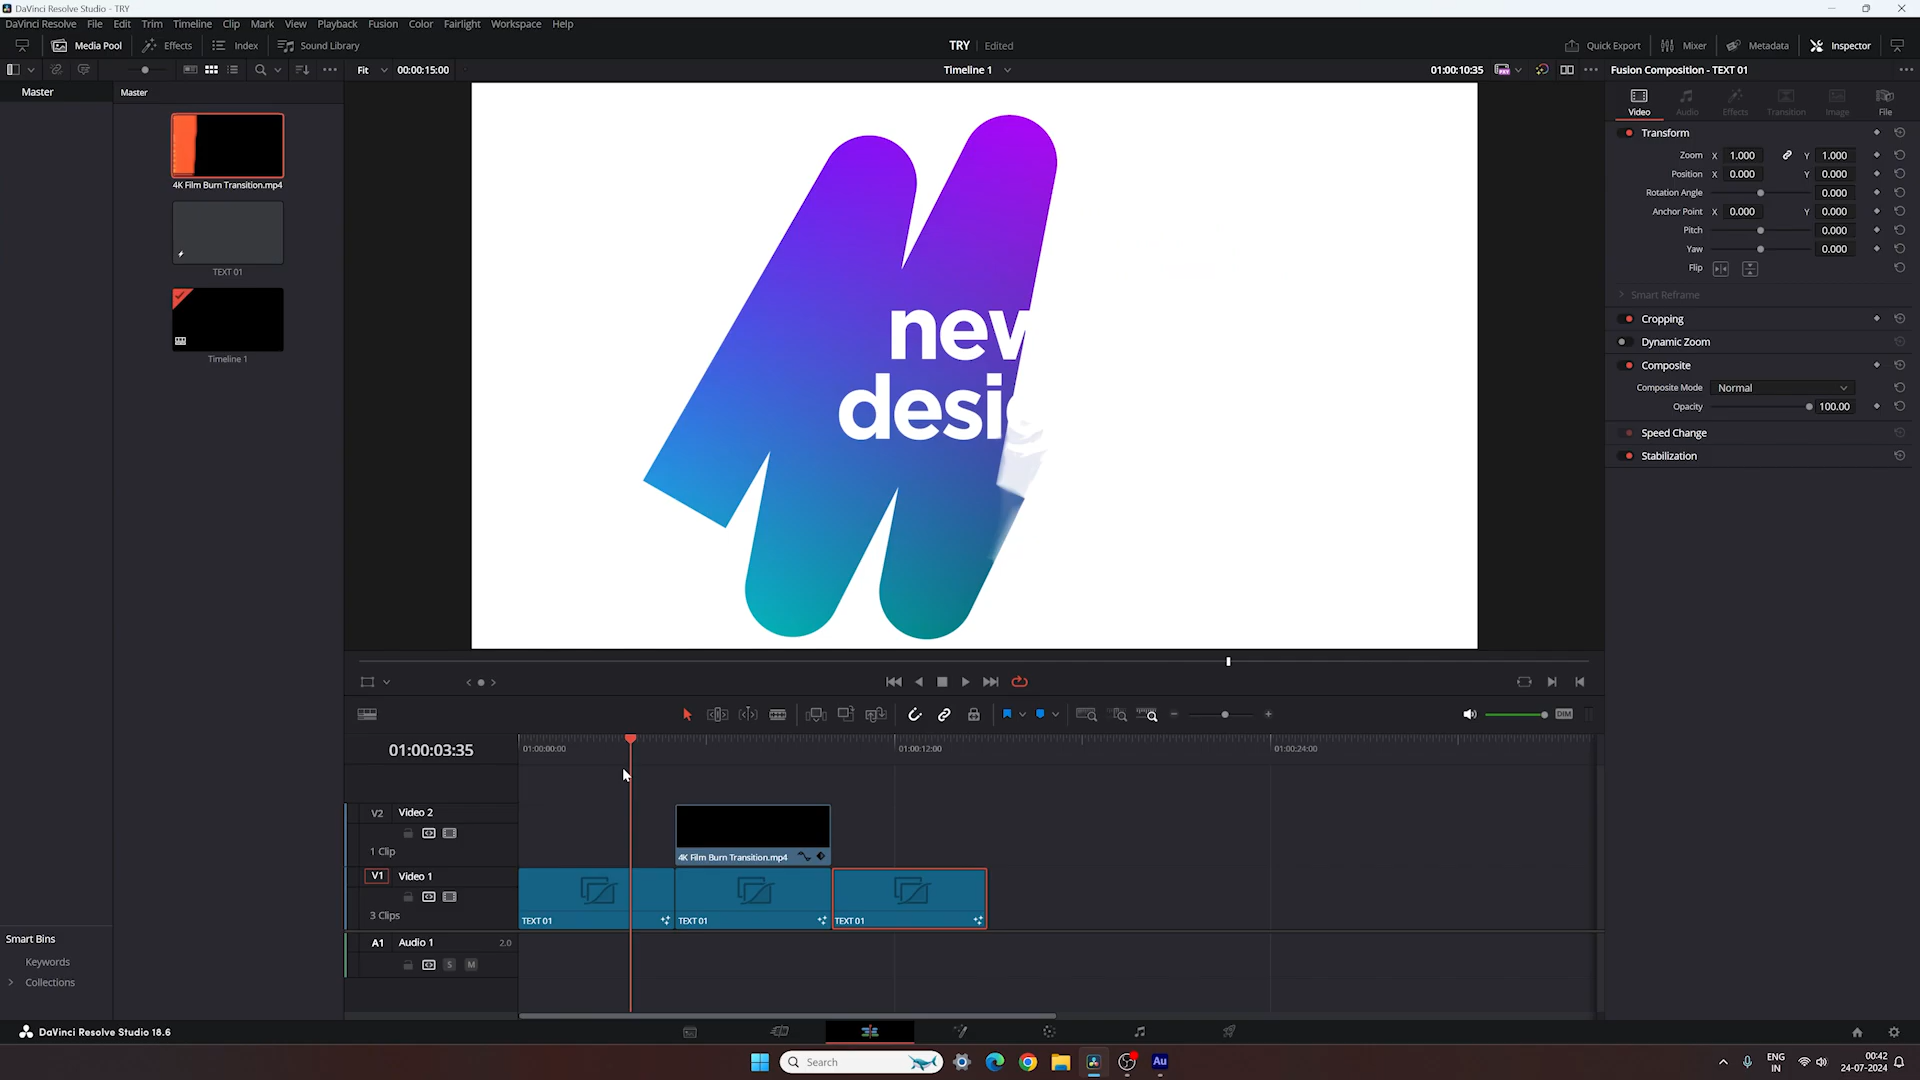 DaVinci Resolve Studio - TRY
DaVinci Resolve File Edit Trim Timeline Clip Mark View Playback Fusion Color Fairlight Workspace Help
Media Pool Effects Index Sound Library TRY Edited Quick Export Mixer Metadata Inspector
Fit 00:00:15:00 Timeline 1 01:00:10:35 Fusion Composition - TEXT 01
Master Master
Video Audio Effects Transition Image File
Transform
Zoom X 1.000 Y 1.000
Position X 0.000 Y 0.000
4K Film Burn Transition.mp4
Rotation Angle 0.000
Anchor Point X 0.000 Y 0.000
Pitch 0.000
Yaw 0.000
Flip
TEXT 01
Smart Reframe
Cropping
Dynamic Zoom
Timeline 1
Composite
Composite Mode Normal
Opacity 100.00
Speed Change
Stabilization
new
desig
DIM
01:00:03:35
01:00:00:00 01:00:12:00 01:00:24:00
V2 Video 2
1 Clip
4K Film Burn Transition.mp4
V1 Video 1
3 Clips
TEXT 01 TEXT 01 TEXT 01
A1 Audio 1 2.0
S M
Smart Bins
Keywords
Collections
DaVinci Resolve Studio 18.6
Search
Au
ENG
IN
00:42
24-07-2024